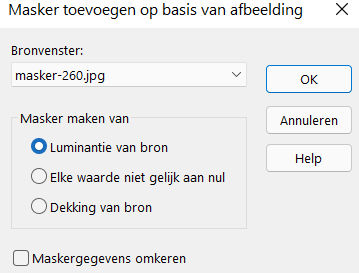 Masker toevoegen op basis van afbeelding
Bronvenster:
masker-260.jpg
OK
Masker maken van
Annuleren
Luminantie van bron
Help
Elke waarde niet gelijk aan nul
Dekking van bron
Maskergegevens omkeren